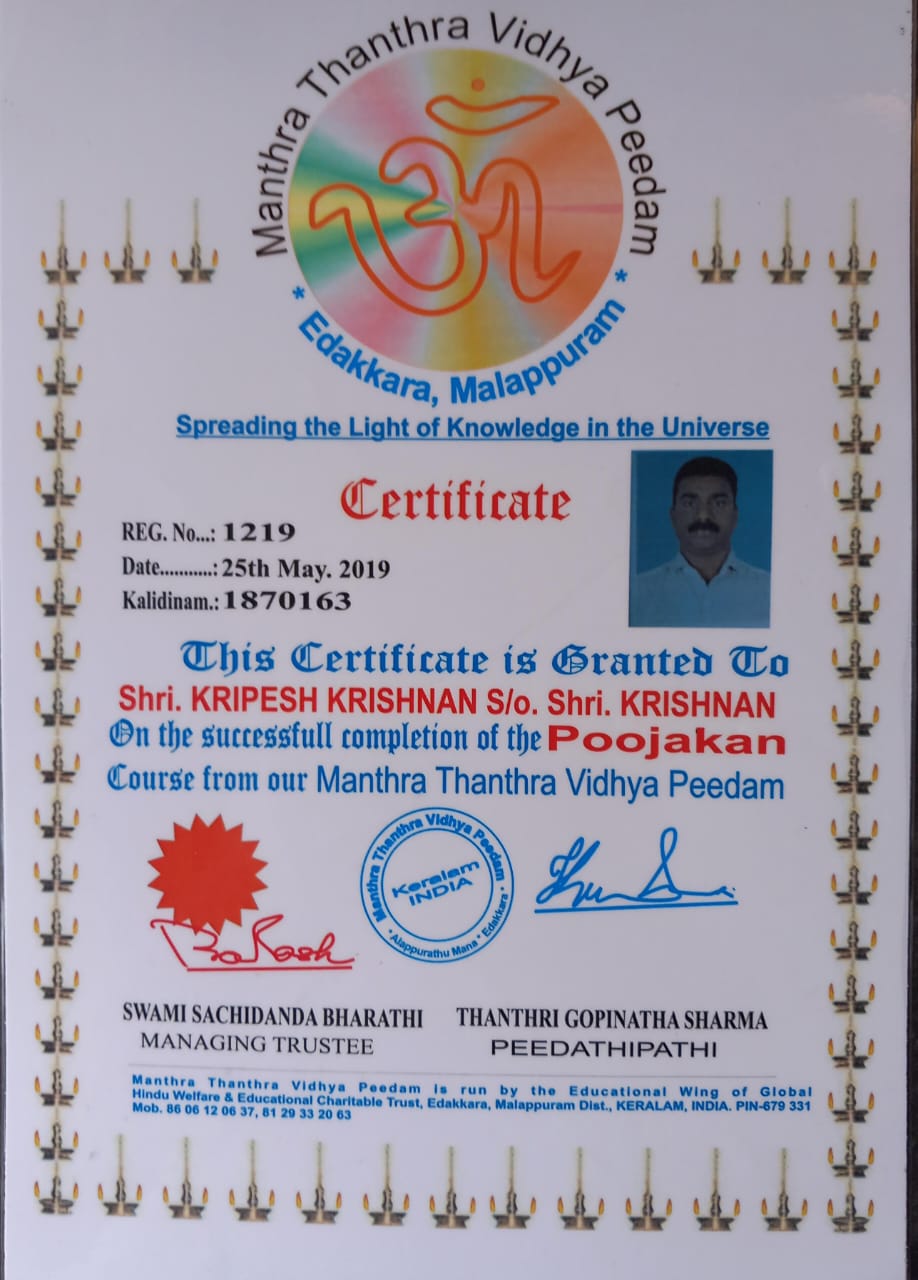 Manthra Thanthra Vidhya Peedam
* Edakkara, Malappuram *
Spreading the Light of Knowledge in the Universe
Certificate
REG. No...: 1219
Date...........: 25th May. 2019
Kalidinam.: 1870163
This Certificate is Granted To
Shri. KRIPESH KRISHNAN S/o. Shri. KRISHNAN
On the successfull completion of the Poojakan
Course from our Manthra Thanthra Vidhya Peedam
Manthra Thanthra Vidhya Peedam
Keralam
INDIA
* Alappurathu Mana * Edakkara *
SWAMI SACHIDANDA BHARATHI
MANAGING TRUSTEE
THANTHRI GOPINATHA SHARMA
PEEDATHIPATHI
Manthra Thanthra Vidhya Peedam is run by the Educational Wing of Global
Hindu Welfare & Educational Charitable Trust, Edakkara, Malappuram Dist., KERALAM, INDIA. PIN-679 331
Mob. 86 06 12 06 37, 81 29 33 20 63